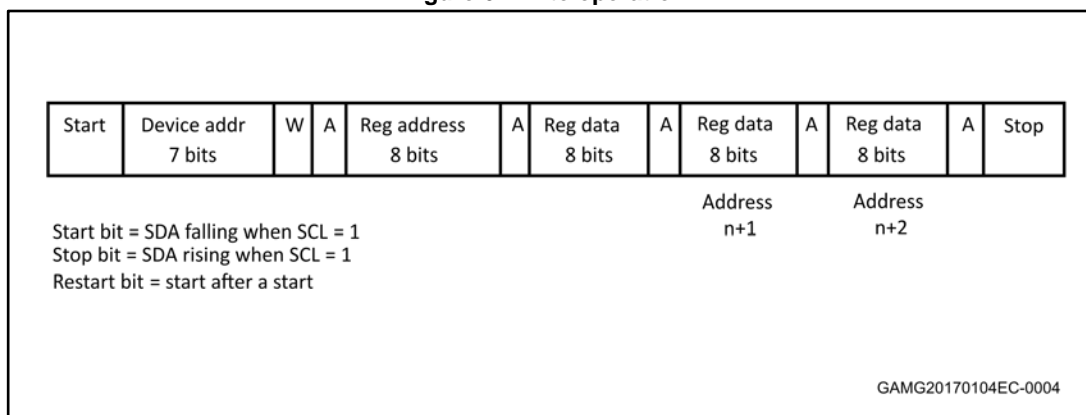 Start Device addr W A Reg address A Reg data A Reg data A Reg data A Stop
7 bits 8 bits 8 bits 8 bits 8 bits
Address Address
n+1 n+2
Start bit = SDA falling when SCL = 1
Stop bit = SDA rising when SCL = 1
Restart bit = start after a start
GAMG20170104EC-0004